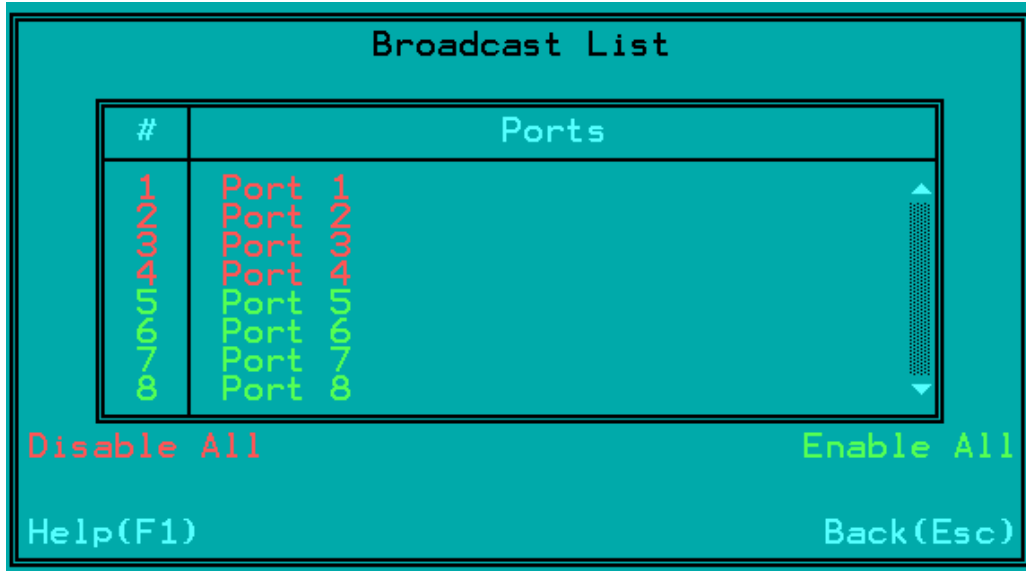 Broadcast List
# Ports
1 Port 1
2 Port 2
3 Port 3
4 Port 4
5 Port 5
6 Port 6
7 Port 7
8 Port 8
Disable All Enable All
Help(F1) Back(Esc)